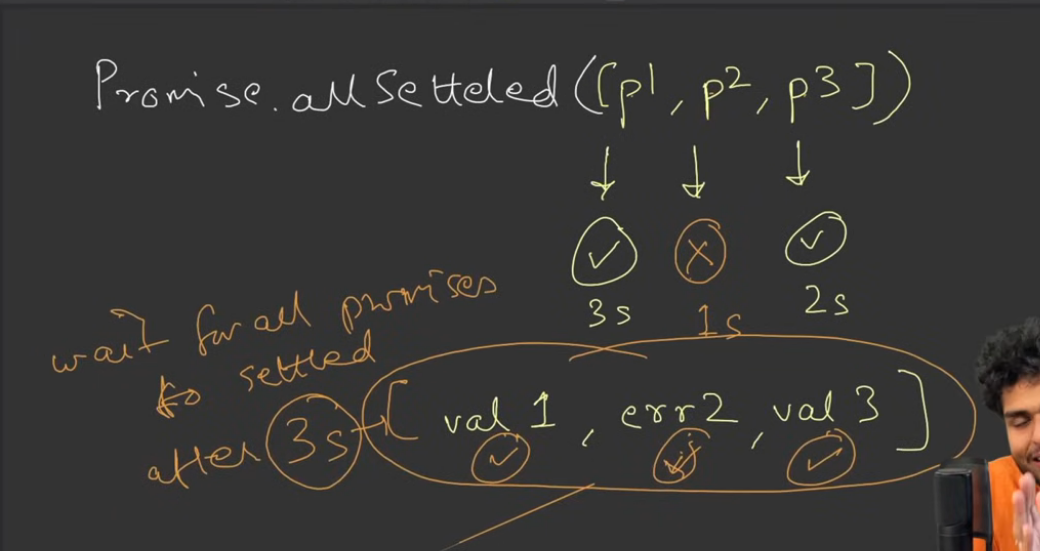 Promise.allSetteled([p1, p2, p3])
3s 1s 2s
wait for all promises
to settled
after 3s [val 1, err2, val 3]